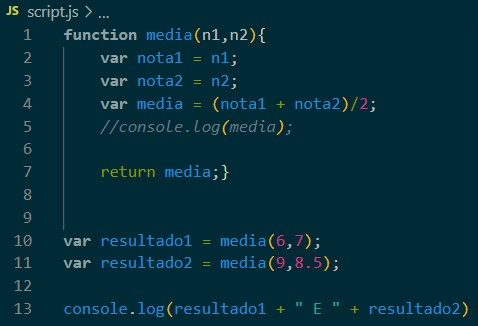 JS script.js > ...
1 function media(n1,n2){
2     var nota1 = n1;
3     var nota2 = n2;
4     var media = (nota1 + nota2)/2;
5     //console.log(media);
6
7     return media;}
8
9
10 var resultado1 = media(6,7);
11 var resultado2 = media(9,8.5);
12
13 console.log(resultado1 + " E " + resultado2)